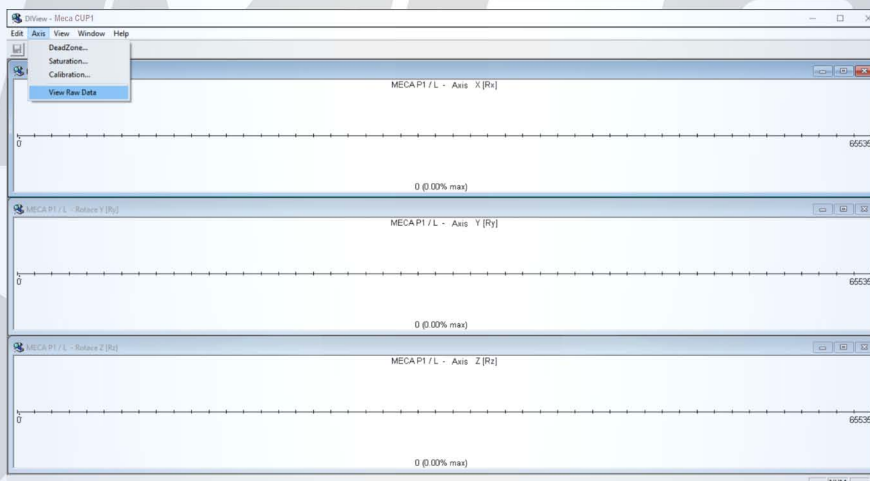 DIView - Meca CUP1
Edit Axis View Window Help
DeadZone...
Saturation...
Calibration...
View Raw Data
MECA P1 / L - Axis X [Rx]
0 65535
0 (0.00% max)
MECA P1 / L - Rotace Y [Ry]
MECA P1 / L - Axis Y [Ry]
0 65535
0 (0.00% max)
MECA P1 / L - Rotace Z [Rz]
MECA P1 / L - Axis Z [Rz]
0 65535
0 (0.00% max)